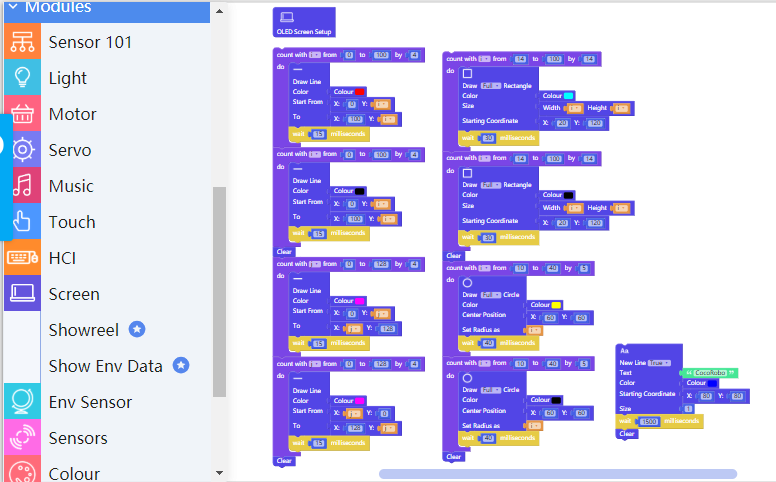 Modules
Sensor 101
Light
Motor
Servo
Music
Touch
HCI
Screen
Showreel
Show Env Data
Env Sensor
Sensors
Colour
OLED Screen Setup
count with i from 0 to 100 by 4
do
Draw Line
Color Colour
Start From X: 0 Y: i
To X: 100 Y: i
wait 15 milliseconds
count with i from 0 to 100 by 4
do
Draw Line
Color Colour
Start From X: 0 Y: i
To X: 100 Y: i
wait 15 milliseconds
Clear
count with j from 0 to 128 by 4
do
Draw Line
Color Colour
Start From X: 0 Y: j
To X: j Y: 128
wait 15 milliseconds
count with j from 0 to 128 by 4
do
Draw Line
Color Colour
Start From X: j Y: 0
To X: 128 Y: j
wait 15 milliseconds
Clear
count with i from 14 to 100 by 14
do
Draw Full Rectangle
Color Colour
Size Width i Height i
Starting Coordinate X: 20 Y: 120
wait 30 milliseconds
count with i from 14 to 100 by 14
do
Draw Full Rectangle
Color Colour
Size Width i Height i
Starting Coordinate X: 20 Y: 120
wait 30 milliseconds
Clear
count with i from 10 to 40 by 5
do
Draw Full Circle
Color Colour
Center Position X: 60 Y: 60
Set Radius as i
wait 40 milliseconds
count with i from 10 to 40 by 5
do
Draw Full Circle
Color Colour
Center Position X: 60 Y: 60
Set Radius as i
wait 40 milliseconds
Clear
Aa
New Line True
Text “ CocoRobo ”
Color Colour
Starting Coordinate X: 80 Y: 80
Size 1
wait 1500 milliseconds
Clear